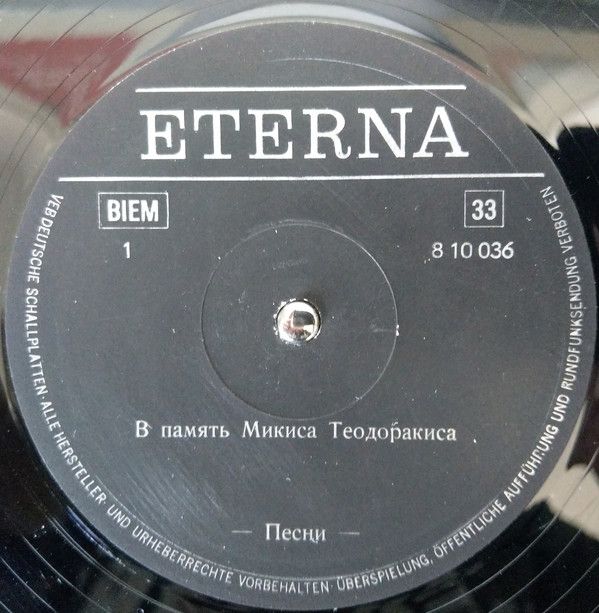 ETERNA
BIEM
33
1
8 10 036
В память Микиса Теодоракиса
— Песни —
VEB DEUTSCHE SCHALLPLATTEN · ALLE HERSTELLER- UND URHEBERRECHTE VORBEHALTEN · ÜBERSPIELUNG, ÖFFENTLICHE AUFFÜHRUNG UND RUNDFUNKSENDUNG VERBOTEN